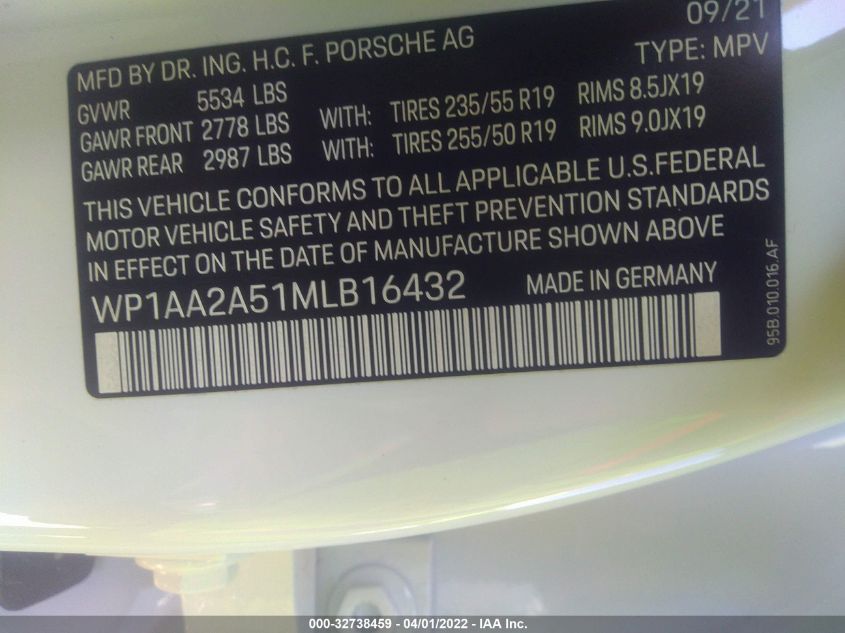 09/21
MFD BY DR. ING. H.C. F. PORSCHE AG TYPE: MPV
GVWR 5534 LBS
GAWR FRONT 2778 LBS WITH: TIRES 235/55 R19 RIMS 8.5JX19
GAWR REAR 2987 LBS WITH: TIRES 255/50 R19 RIMS 9.0JX19
THIS VEHICLE CONFORMS TO ALL APPLICABLE U.S.FEDERAL
MOTOR VEHICLE SAFETY AND THEFT PREVENTION STANDARDS
IN EFFECT ON THE DATE OF MANUFACTURE SHOWN ABOVE
WP1AA2A51MLB16432 MADE IN GERMANY
95B.010.016.AF
000-32738459 - 04/01/2022 - IAA Inc.